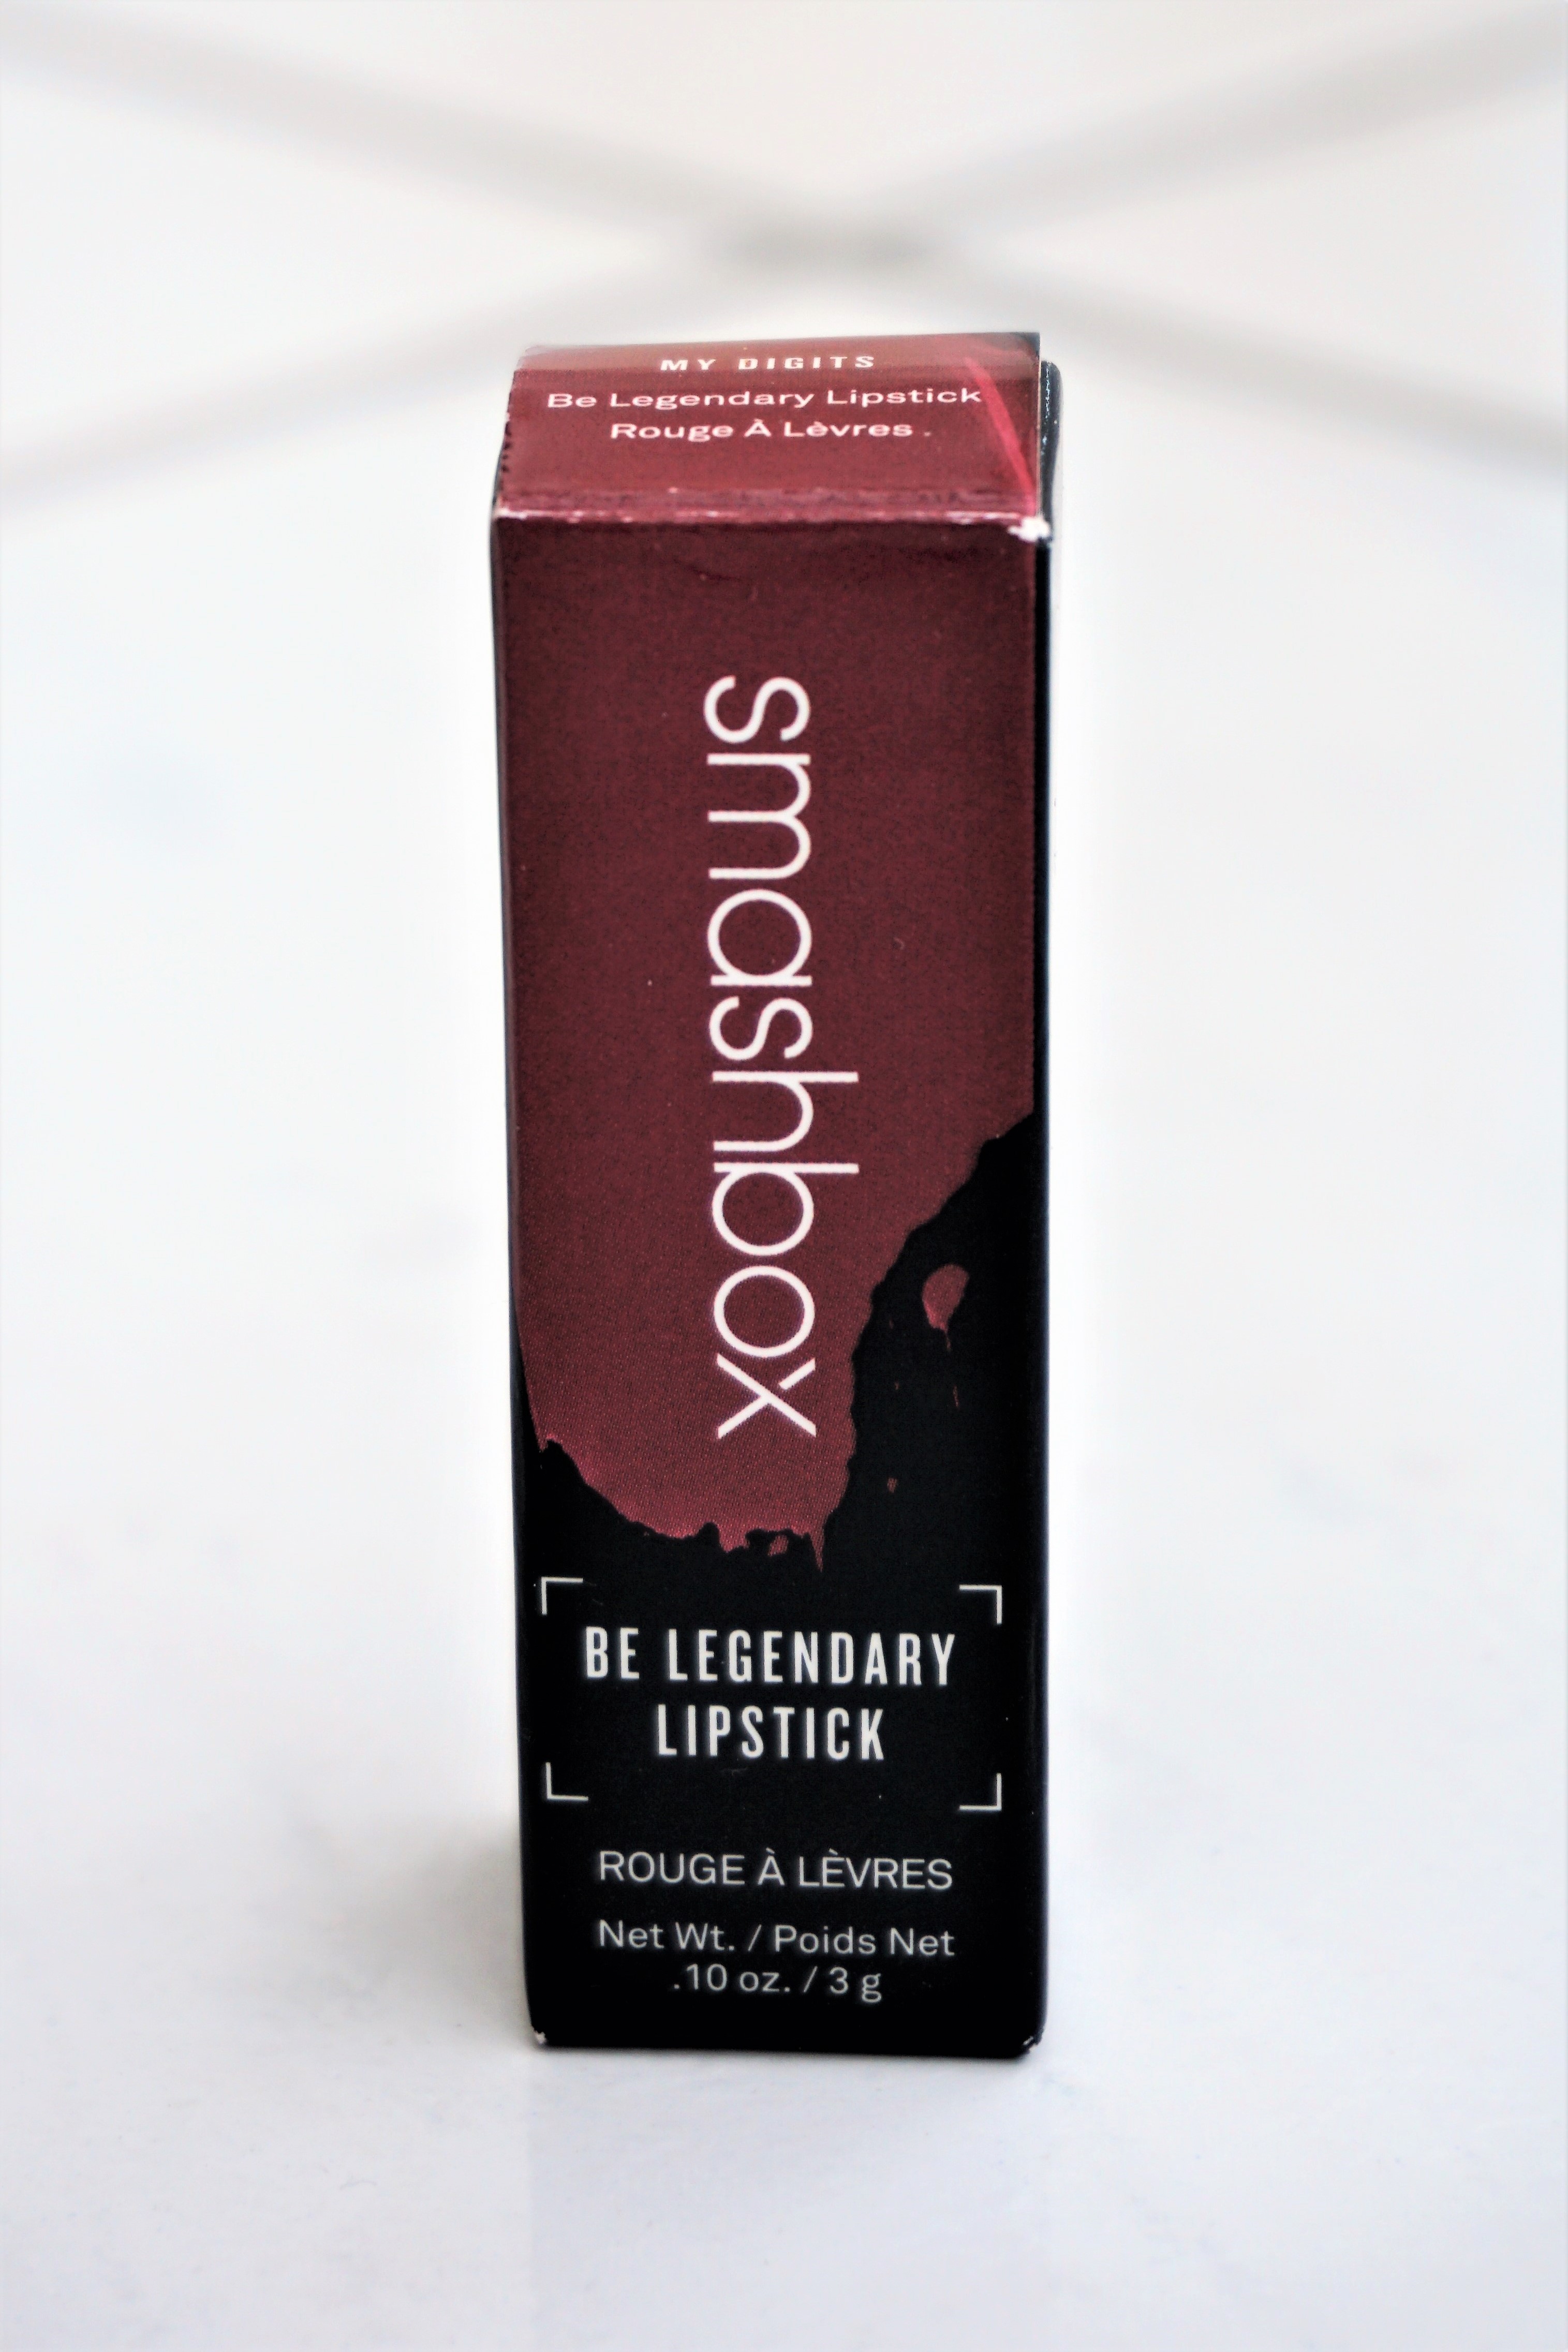 MY DIGITS
Be Legendary Lipstick
Rouge À Lèvres .
smashbox
BE LEGENDARY
LIPSTICK
ROUGE À LÈVRES
Net Wt. / Poids Net
.10 oz. / 3 g